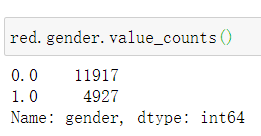 red.gender.value_counts()
0.0    11917
1.0     4927
Name: gender, dtype: int64